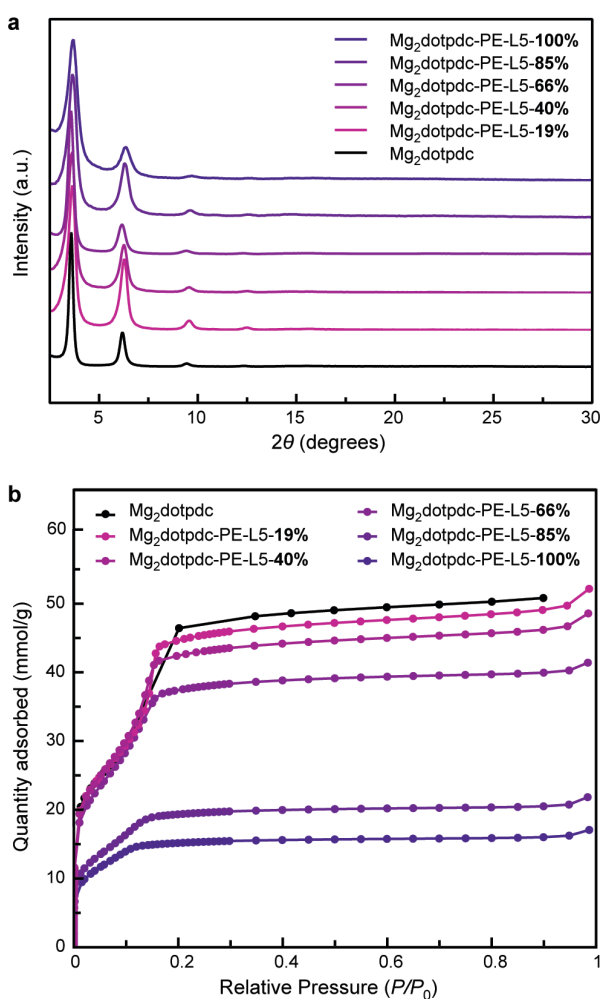 a
Mg₂dotpdc-PE-L5-100%
Mg₂dotpdc-PE-L5-85%
Mg₂dotpdc-PE-L5-66%
Mg₂dotpdc-PE-L5-40%
Mg₂dotpdc-PE-L5-19%
Mg₂dotpdc
Intensity (a.u.)
5 10 15 20 25 30
2θ (degrees)
b
Mg₂dotpdc
Mg₂dotpdc-PE-L5-19%
Mg₂dotpdc-PE-L5-40%
Mg₂dotpdc-PE-L5-66%
Mg₂dotpdc-PE-L5-85%
Mg₂dotpdc-PE-L5-100%
Quantity adsorbed (mmol/g)
60
50
40
30
20
10
0
0 0.2 0.4 0.6 0.8 1
Relative Pressure (P/P₀)